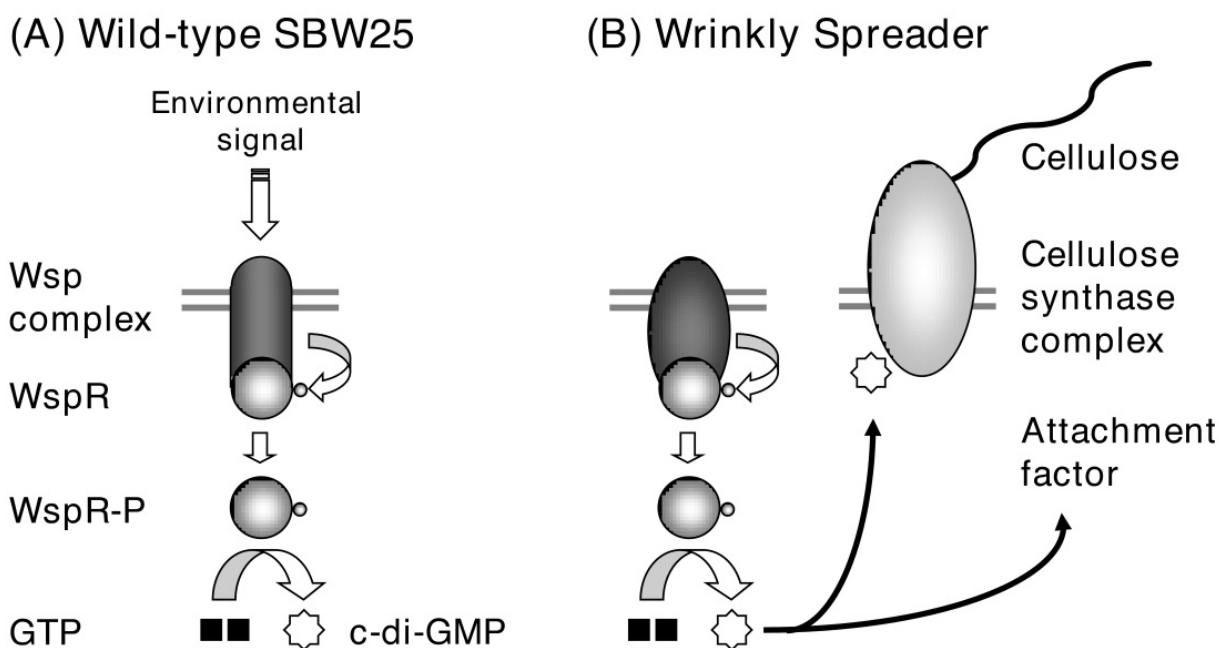 (A) Wild-type SBW25
(B) Wrinkly Spreader
Environmental
signal
Cellulose
Wsp
complex
Cellulose
synthase
complex
WspR
Attachment
factor
WspR-P
GTP
c-di-GMP